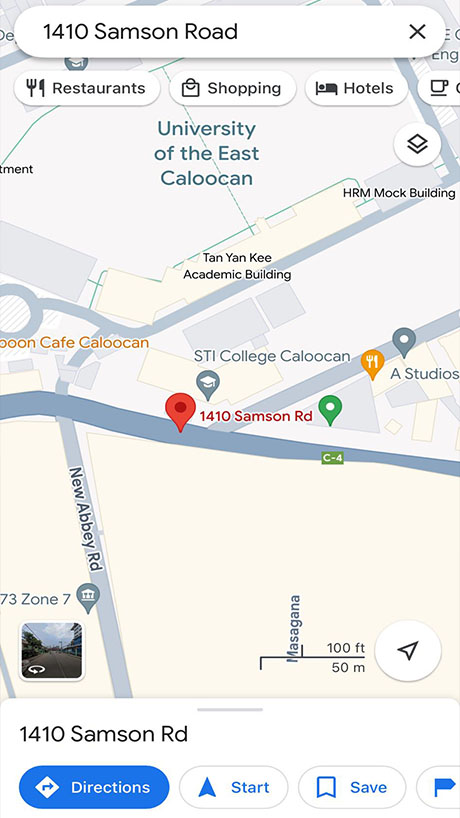 1410 Samson Road
Restaurants
Shopping
Hotels
University
of the East
Caloocan
tment
HRM Mock Building
Tan Yan Kee
Academic Building
poon Cafe Caloocan
STI College Caloocan
A Studios
1410 Samson Rd
C-4
New Abbey Rd
73 Zone 7
Masagana
100 ft
50 m
1410 Samson Rd
Directions
Start
Save